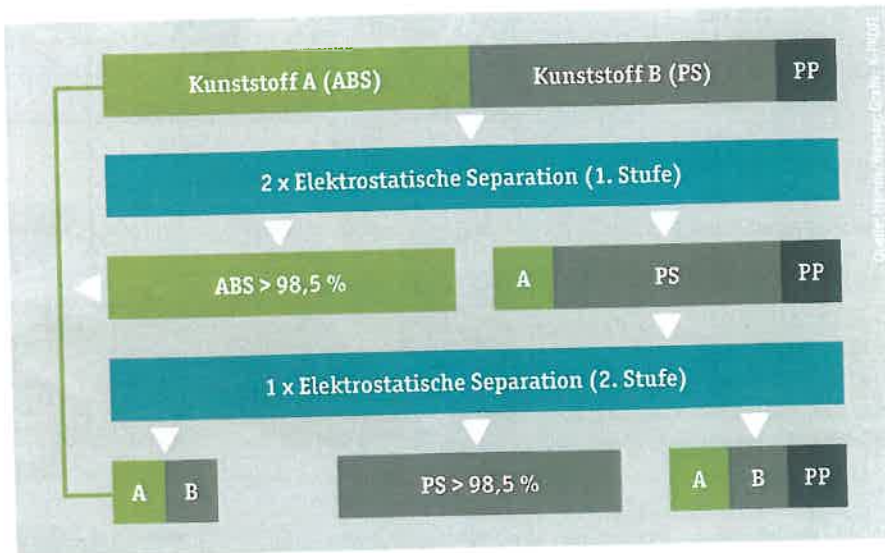 Kunststoff A (ABS)
Kunststoff B (PS)
PP
2 x Elektrostatische Separation (1. Stufe)
ABS > 98,5 %
A
PS
PP
1 x Elektrostatische Separation (2. Stufe)
A
B
PS > 98,5 %
A
B
PP